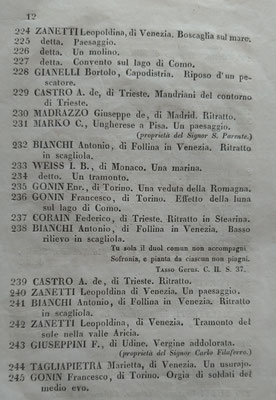 12
224 ZANETTI Leopoldina, di Venezia. Boscaglia sul mare.
225 detta. Paesaggio.
226 detta. Un molino.
227 detta. Convento sul lago di Como.
228 GIANELLI Bortolo, Capodistria. Riposo d'un pe-
scatore.
229 CASTRO A. de, di Trieste. Mandriani del contorno
di Trieste.
230 MADRAZZO Giuseppe de, di Madrid. Ritratto.
231 MARKO C., Ungherese a Pisa. Un paesaggio.
(proprietà del Signor S. Parente.)
232 BIANCHI Antonio, di Follina in Venezia. Ritratto
in scagliola.
233 WEISS I. B., di Monaco. Una marina.
234 detto. Un tramonto.
235 GONIN Enr., di Torino. Una veduta della Romagna.
236 GONIN Francesco, di Torino. Effetto della luna
sul lago di Como.
237 CORAIN Federico, di Trieste. Ritratto in Stearina.
238 BIANCHI Antonio, di Follina in Venezia. Basso
rilievo in scagliola.
Tu sola il duol comun non accompagni
Sofronia, e pianta da ciascun non piagni.
TASSO Gerus. C. II. S. 37.
239 CASTRO A. de, di Trieste. Ritratto.
240 ZANETTI Leopoldina di Venezia. Un paesaggio.
241 BIANCHI Antonio, di Follina in Venezia. Ritratto
in scagliola.
242 ZANETTI Leopoldina, di Venezia. Tramonto del
sole nella valle Aricia.
243 GIUSEPPINI F., di Udine. Vergine addolorata.
(proprietà del Signor Carlo Filaferro.)
244 TAGLIAPIETRA Marietta, di Venezia. Un usurajo.
245 GONIN Francesco, di Torino. Orgia di soldati del
medio evo.